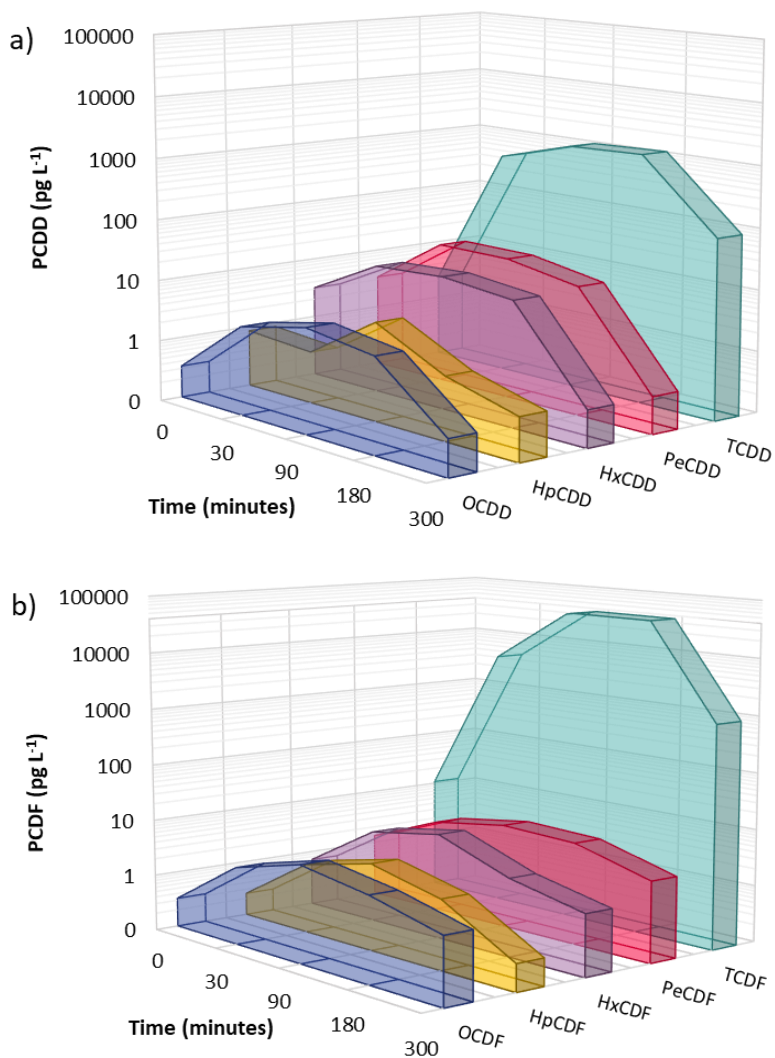 a)
100000
10000
1000
100
10
1
0
PCDD (pg L-1)
0
30
90
180
300
Time (minutes)
OCDD
HpCDD
HxCDD
PeCDD
TCDD
b)
100000
10000
1000
100
10
1
0
PCDF (pg L-1)
0
30
90
180
300
Time (minutes)
OCDF
HpCDF
HxCDF
PeCDF
TCDF